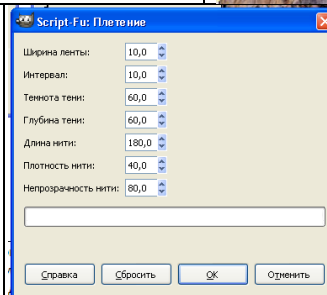 Script-Fu: Плетение
Ширина ленты: 10,0
Интервал: 10,0
Темнота тени: 60,0
Глубина тени: 60,0
Длина нити: 180,0
Плотность нити: 40,0
Непрозрачность нити: 80,0
Справка Сбросить OK Отменить